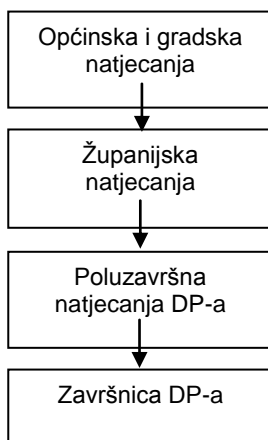 Općinska i gradska
natjecanja
Županijska
natjecanja
Poluzavršna
natjecanja DP-a
Završnica DP-a